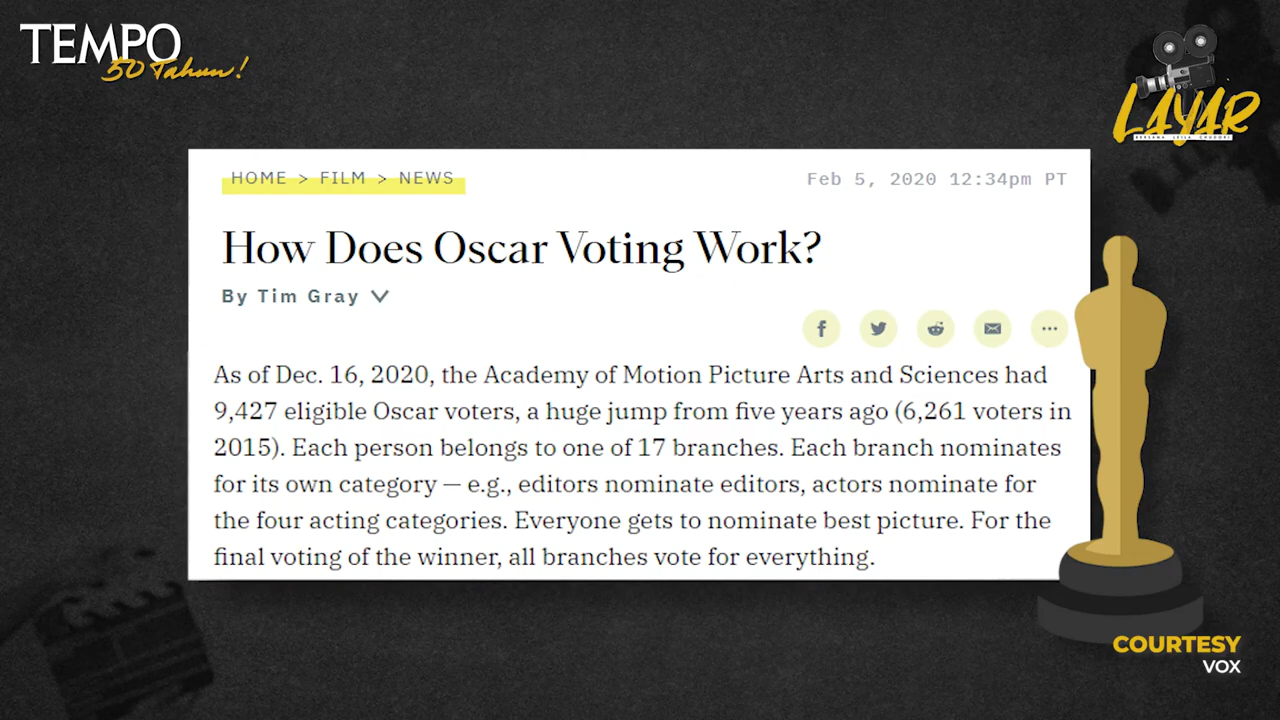 TEMPO
50 Tahun!
LAYAR
BERSAMA LEILA CHUDORI
HOME > FILM > NEWS
Feb 5, 2020 12:34pm PT
How Does Oscar Voting Work?
By Tim Gray
As of Dec. 16, 2020, the Academy of Motion Picture Arts and Sciences had
9,427 eligible Oscar voters, a huge jump from five years ago (6,261 voters in
2015). Each person belongs to one of 17 branches. Each branch nominates
for its own category — e.g., editors nominate editors, actors nominate for
the four acting categories. Everyone gets to nominate best picture. For the
final voting of the winner, all branches vote for everything.
COURTESY
VOX